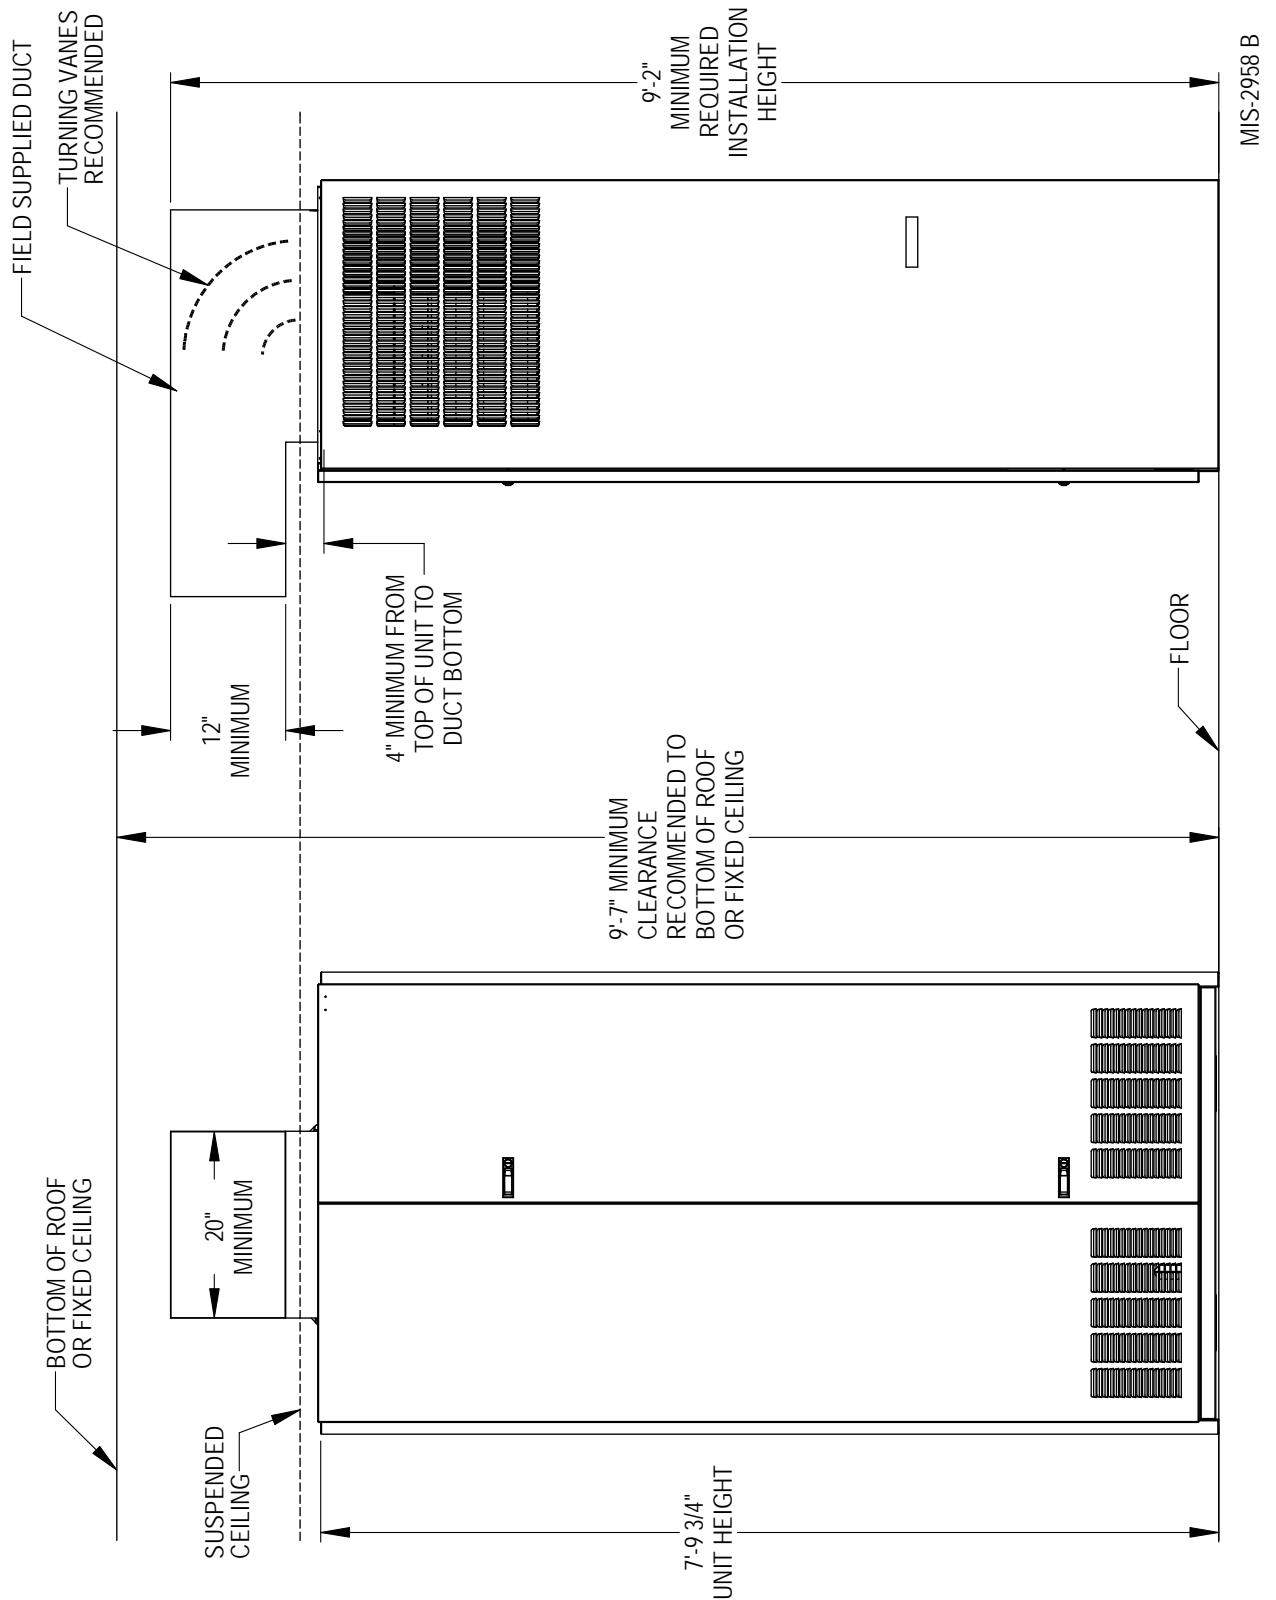 BOTTOM OF ROOF
OR FIXED CEILING
SUSPENDED
CEILING
20"
MINIMUM
7'-9 3/4"
UNIT HEIGHT
9'-7" MINIMUM
CLEARANCE
RECOMMENDED TO
BOTTOM OF ROOF
OR FIXED CEILING
12"
MINIMUM
4" MINIMUM FROM
TOP OF UNIT TO
DUCT BOTTOM
FLOOR
FIELD SUPPLIED DUCT
TURNING VANES
RECOMMENDED
9'-2"
MINIMUM
REQUIRED
INSTALLATION
HEIGHT
MIS-2958 B